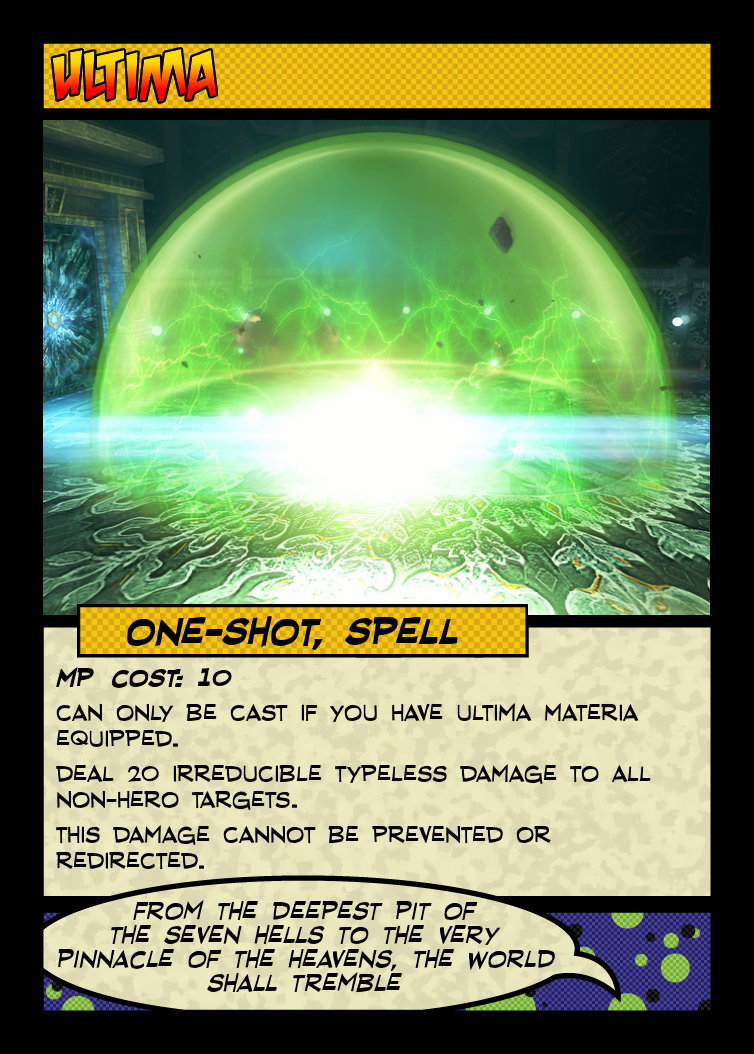 ULTIMA
ONE-SHOT, SPELL
MP COST: 10
CAN ONLY BE CAST IF YOU HAVE ULTIMA MATERIA
EQUIPPED.
DEAL 20 IRREDUCIBLE TYPELESS DAMAGE TO ALL
NON-HERO TARGETS.
THIS DAMAGE CANNOT BE PREVENTED OR
REDIRECTED.
FROM THE DEEPEST PIT OF
THE SEVEN HELLS TO THE VERY
PINNACLE OF THE HEAVENS, THE WORLD
SHALL TREMBLE